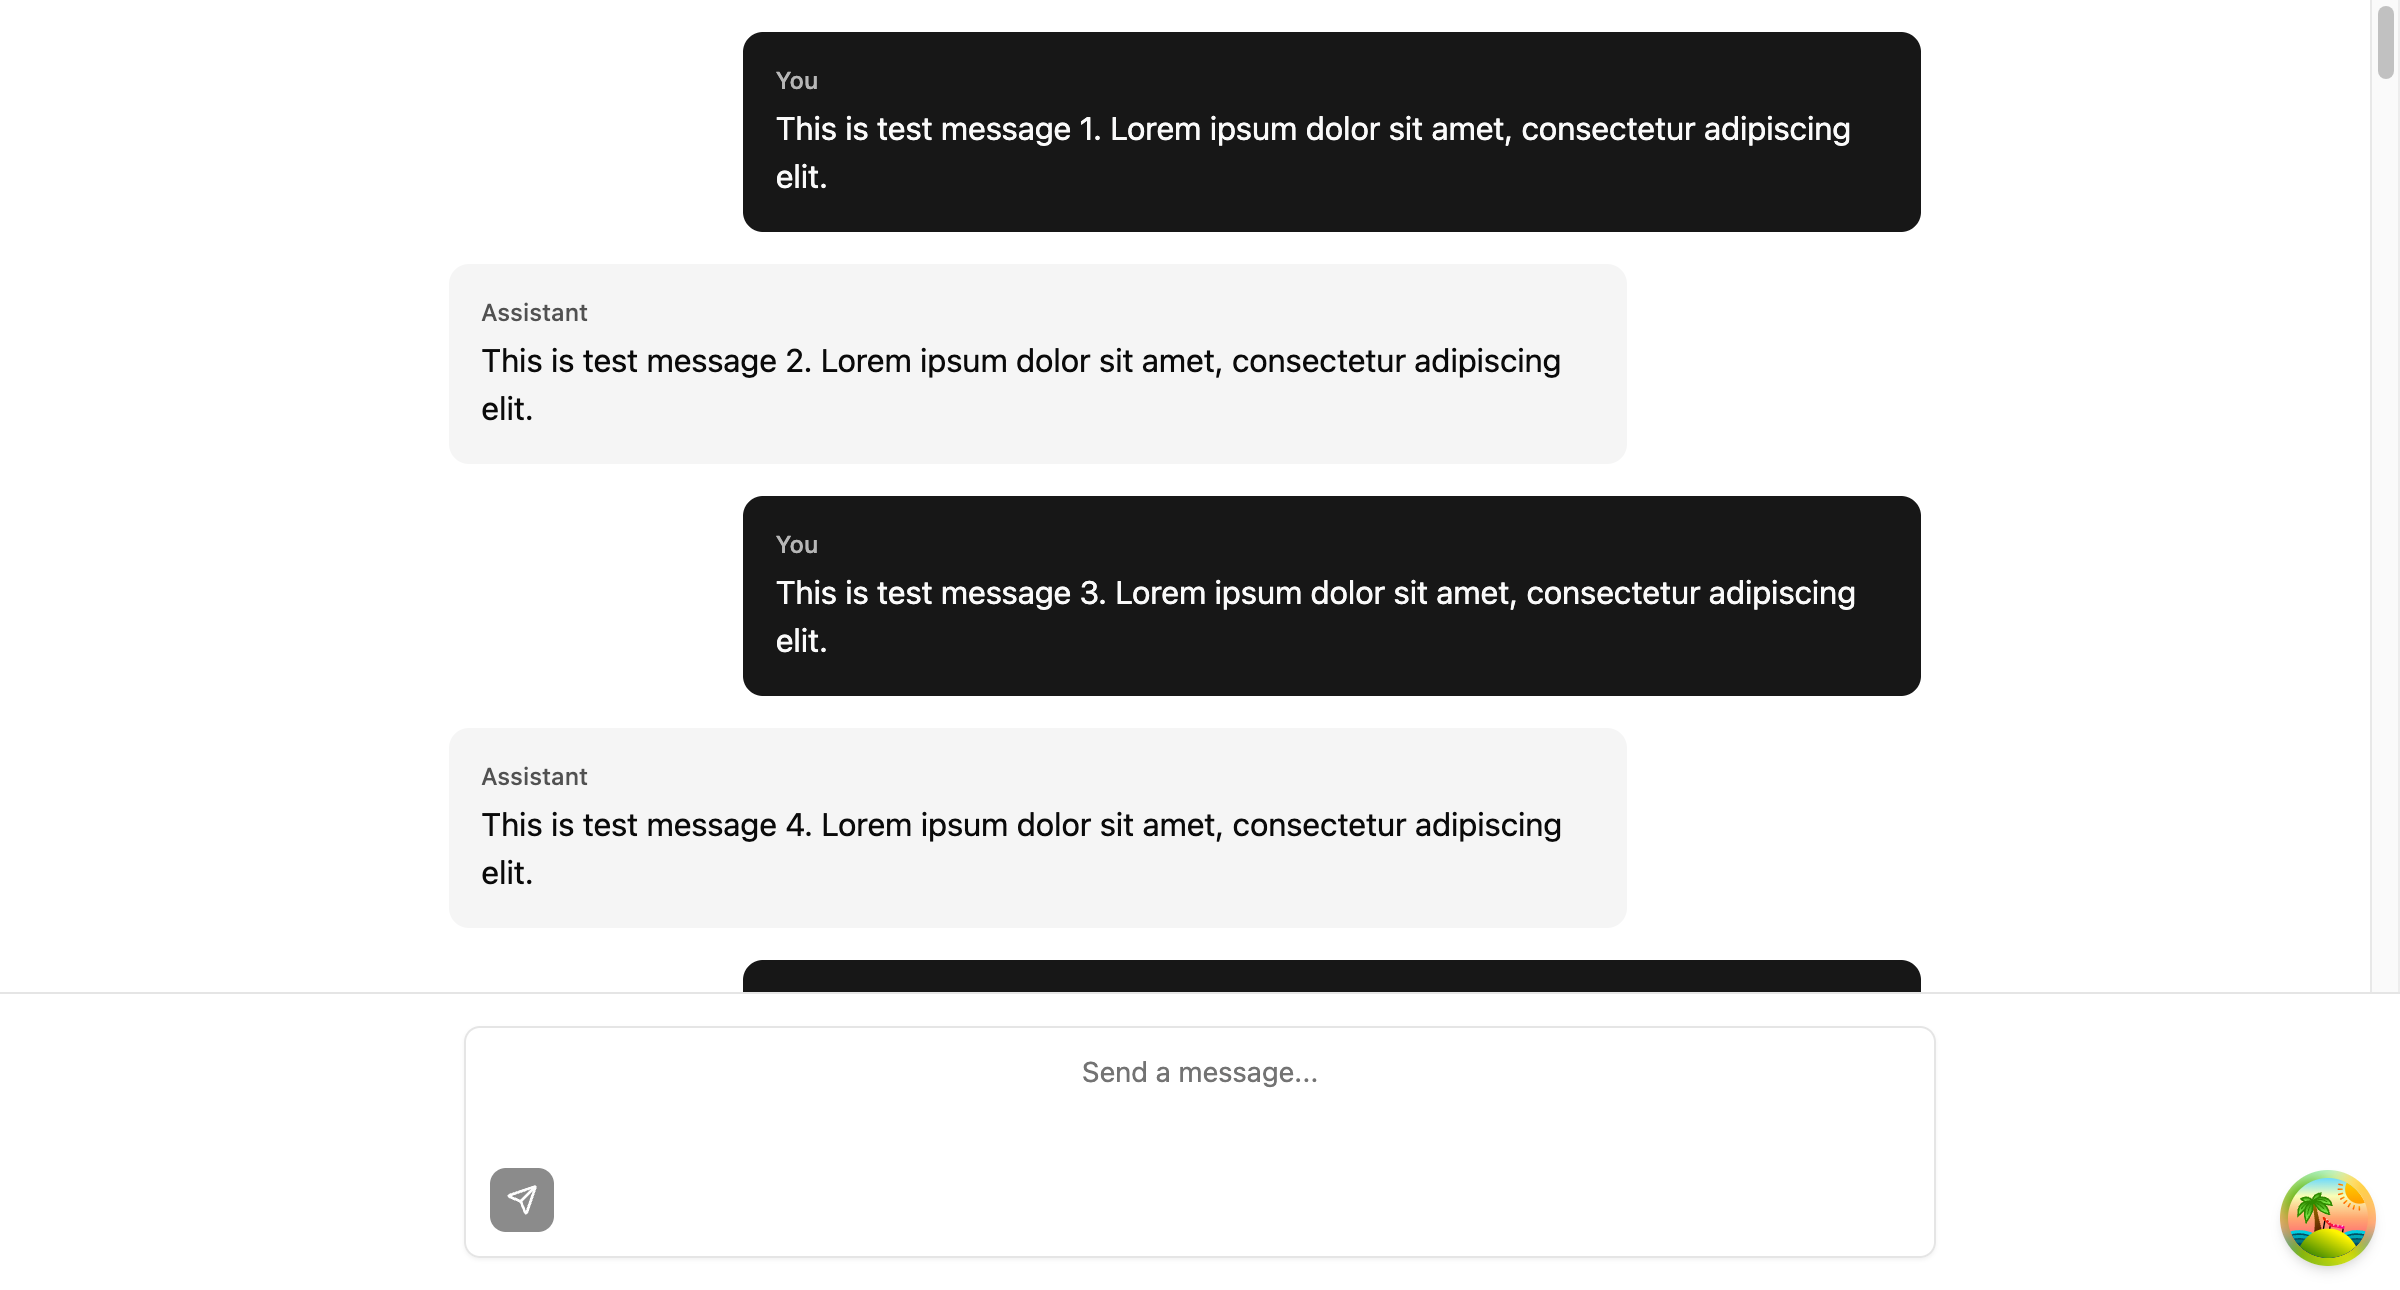 You
This is test message 1. Lorem ipsum dolor sit amet, consectetur adipiscing
elit.
Assistant
This is test message 2. Lorem ipsum dolor sit amet, consectetur adipiscing
elit.
You
This is test message 3. Lorem ipsum dolor sit amet, consectetur adipiscing
elit.
Assistant
This is test message 4. Lorem ipsum dolor sit amet, consectetur adipiscing
elit.
Send a message...